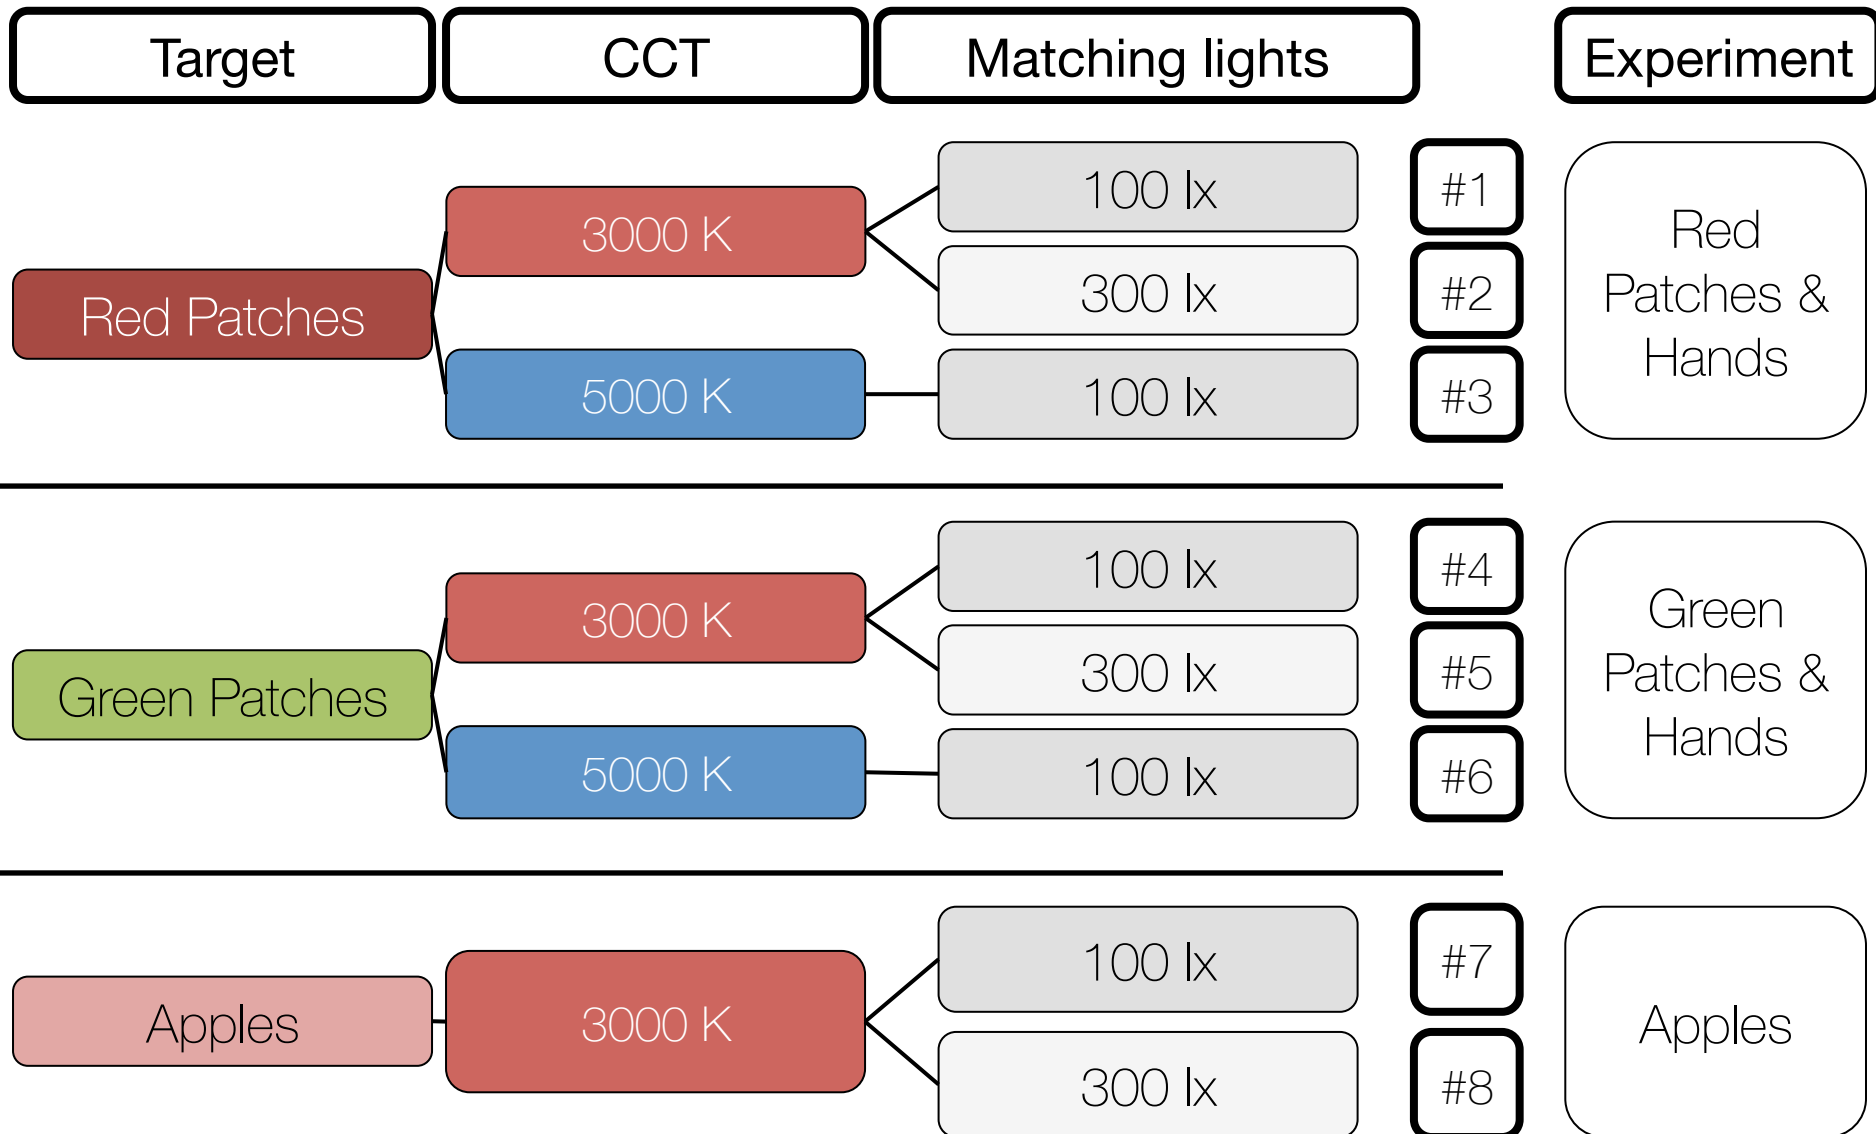 Target CCT Matching lights Experiment
100 lx #1
3000 K
300 lx #2
Red Patches
5000 K 100 lx #3
Red
Patches &
Hands
100 lx #4
3000 K
300 lx #5
Green Patches
5000 K 100 lx #6
Green
Patches &
Hands
100 lx #7
Apples 3000 K
300 lx #8
Apples